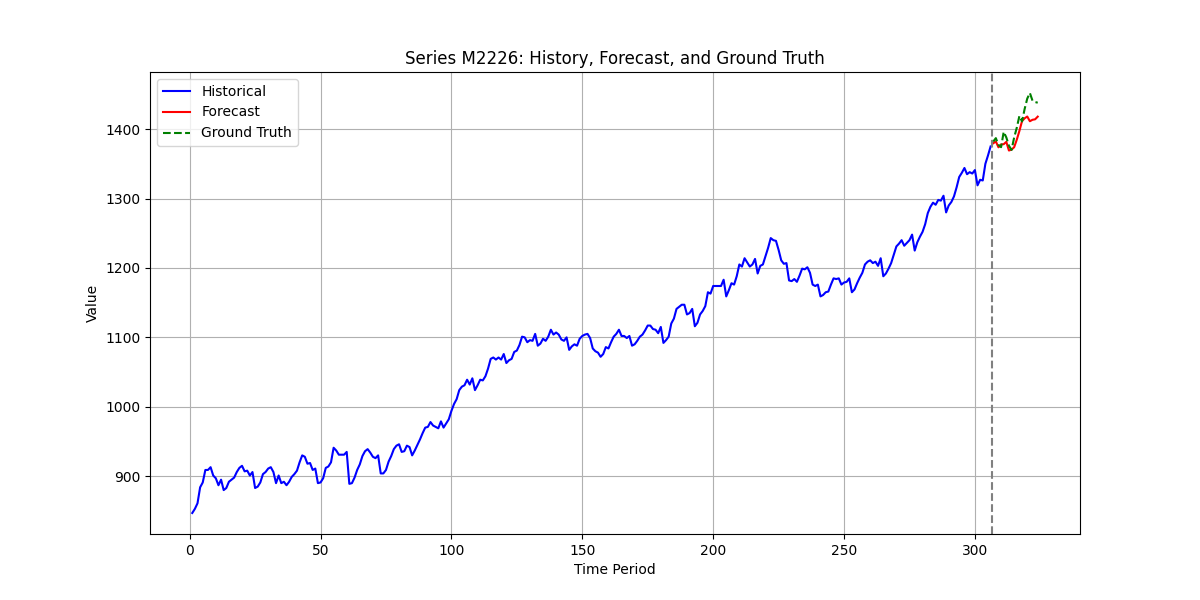 Series M2226: History, Forecast, and Ground Truth
Historical
Forecast
Ground Truth
1400
1300
1200
1100
1000
900
Value
0 50 100 150 200 250 300
Time Period